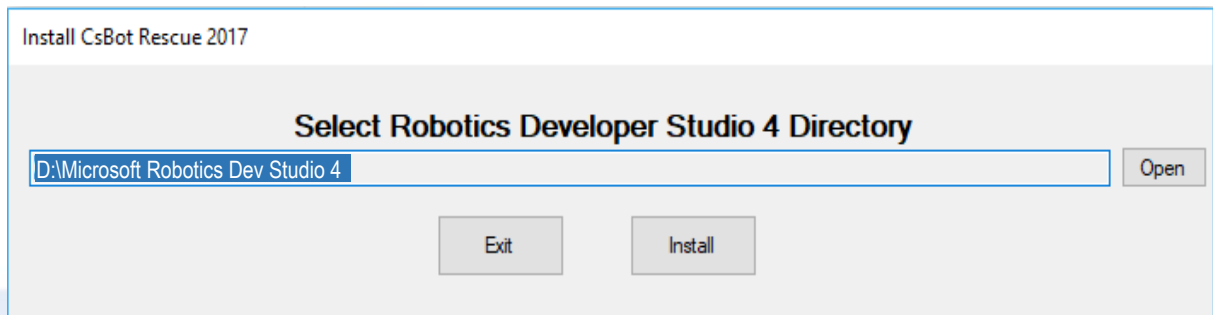 Install CsBot Rescue 2017
Select Robotics Developer Studio 4 Directory
D:\Microsoft Robotics Dev Studio 4
Open
Exit
Install